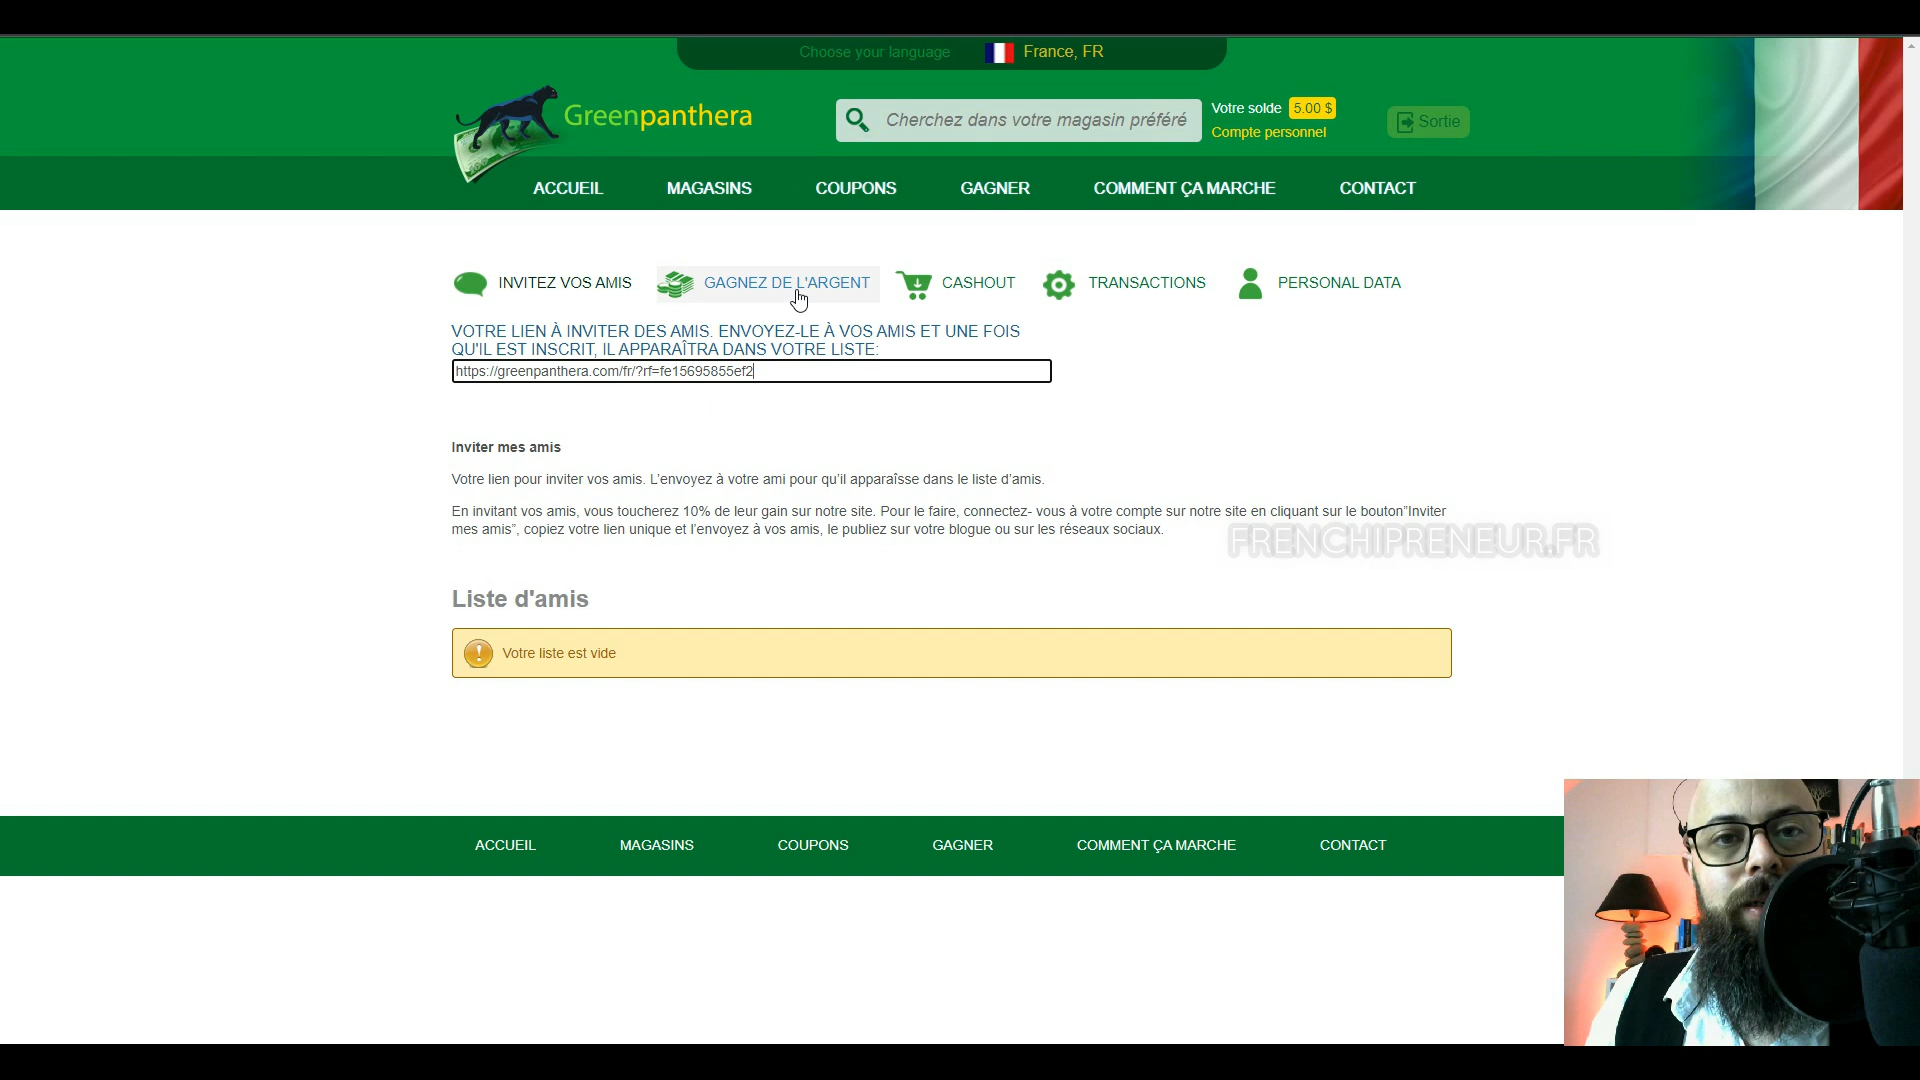 Choose your language France, FR
Greenpanthera
Cherchez dans votre magasin préféré
Votre solde 5.00 $
Compte personnel
Sortie
ACCUEIL MAGASINS COUPONS GAGNER COMMENT ÇA MARCHE CONTACT
INVITEZ VOS AMIS GAGNEZ DE L'ARGENT CASHOUT TRANSACTIONS PERSONAL DATA
VOTRE LIEN À INVITER DES AMIS. ENVOYEZ-LE À VOS AMIS ET UNE FOIS
QU'IL EST INSCRIT, IL APPARAÎTRA DANS VOTRE LISTE:
https://greenpanthera.com/fr/?rf=fe15695855ef2
Inviter mes amis
Votre lien pour inviter vos amis. L'envoyez à votre ami pour qu'il apparaîsse dans le liste d'amis.
En invitant vos amis, vous toucherez 10% de leur gain sur notre site. Pour le faire, connectez- vous à votre compte sur notre site en cliquant sur le bouton"Inviter
mes amis", copiez votre lien unique et l'envoyez à vos amis, le publiez sur votre blogue ou sur les réseaux sociaux.
FRENCHIPRENEUR.FR
Liste d'amis
Votre liste est vide
ACCUEIL MAGASINS COUPONS GAGNER COMMENT ÇA MARCHE CONTACT